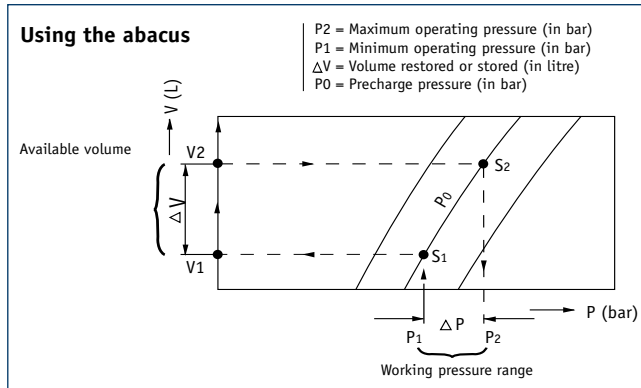 Using the abacus
P2 = Maximum operating pressure (in bar)
P1 = Minimum operating pressure (in bar)
△V = Volume restored or stored (in litre)
P0 = Precharge pressure (in bar)
V (L)
Available volume
V2
S2
△V
P0
V1
S1
P (bar)
△P
P1
P2
Working pressure range